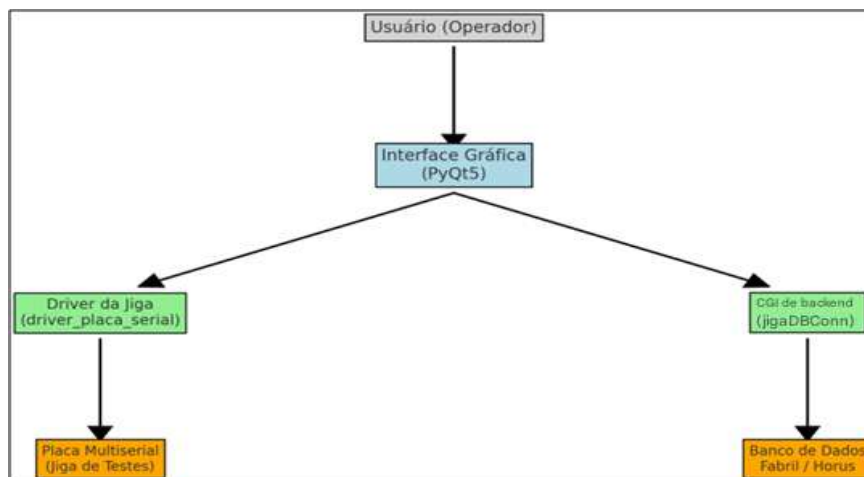 Usuário (Operador)
Interface Gráfica
(PyQt5)
Driver da Jiga
(driver_placa_serial)
CGI de backend
(jigaDBConn)
Placa Multiserial
(Jiga de Testes)
Banco de Dados
Fabril / Horus